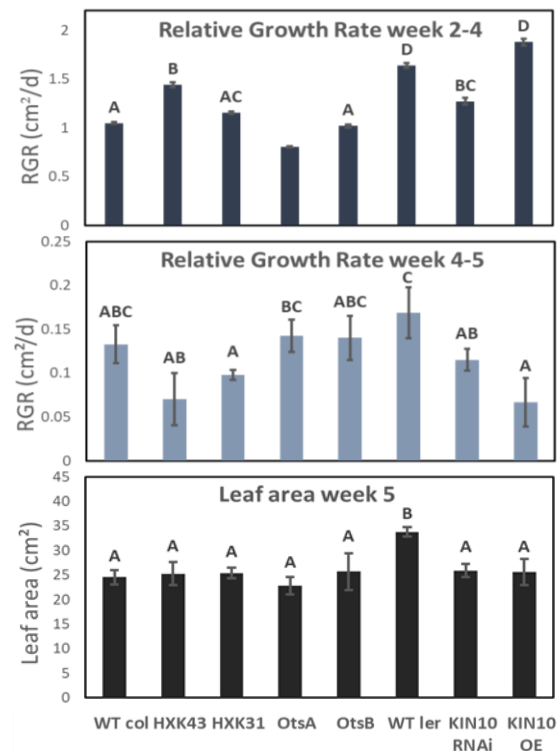 Relative Growth Rate week 2-4
RGR (cm²/d)
2
1.5
1
0.5
0
A
B
AC
A
D
BC
D
Relative Growth Rate week 4-5
RGR (cm²/d)
0.25
0.2
0.15
0.1
0.05
0
ABC
AB
A
BC
ABC
C
AB
A
Leaf area week 5
Leaf area (cm²)
45
40
35
30
25
20
15
10
5
0
A
A
A
A
A
B
A
A
WT col HXK43 HXK31 OtsA OtsB WT ler KIN10 KIN10
RNAi OE